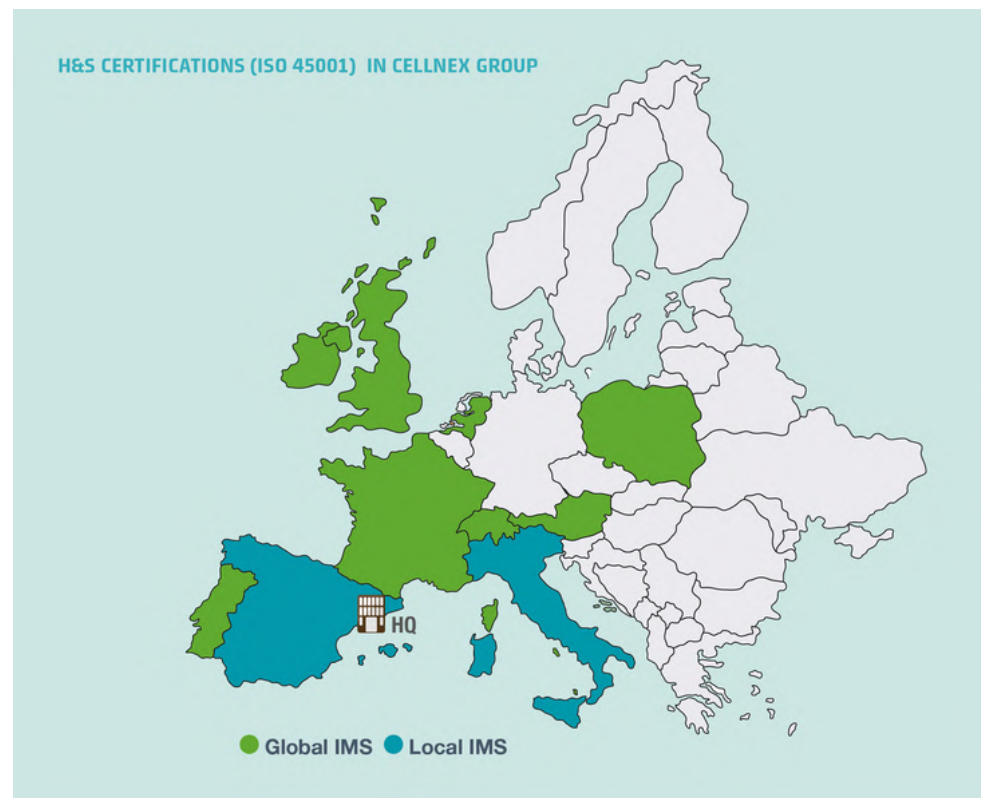 H&S CERTIFICATIONS (ISO 45001) IN CELLNEX GROUP
HQ
Global IMS Local IMS